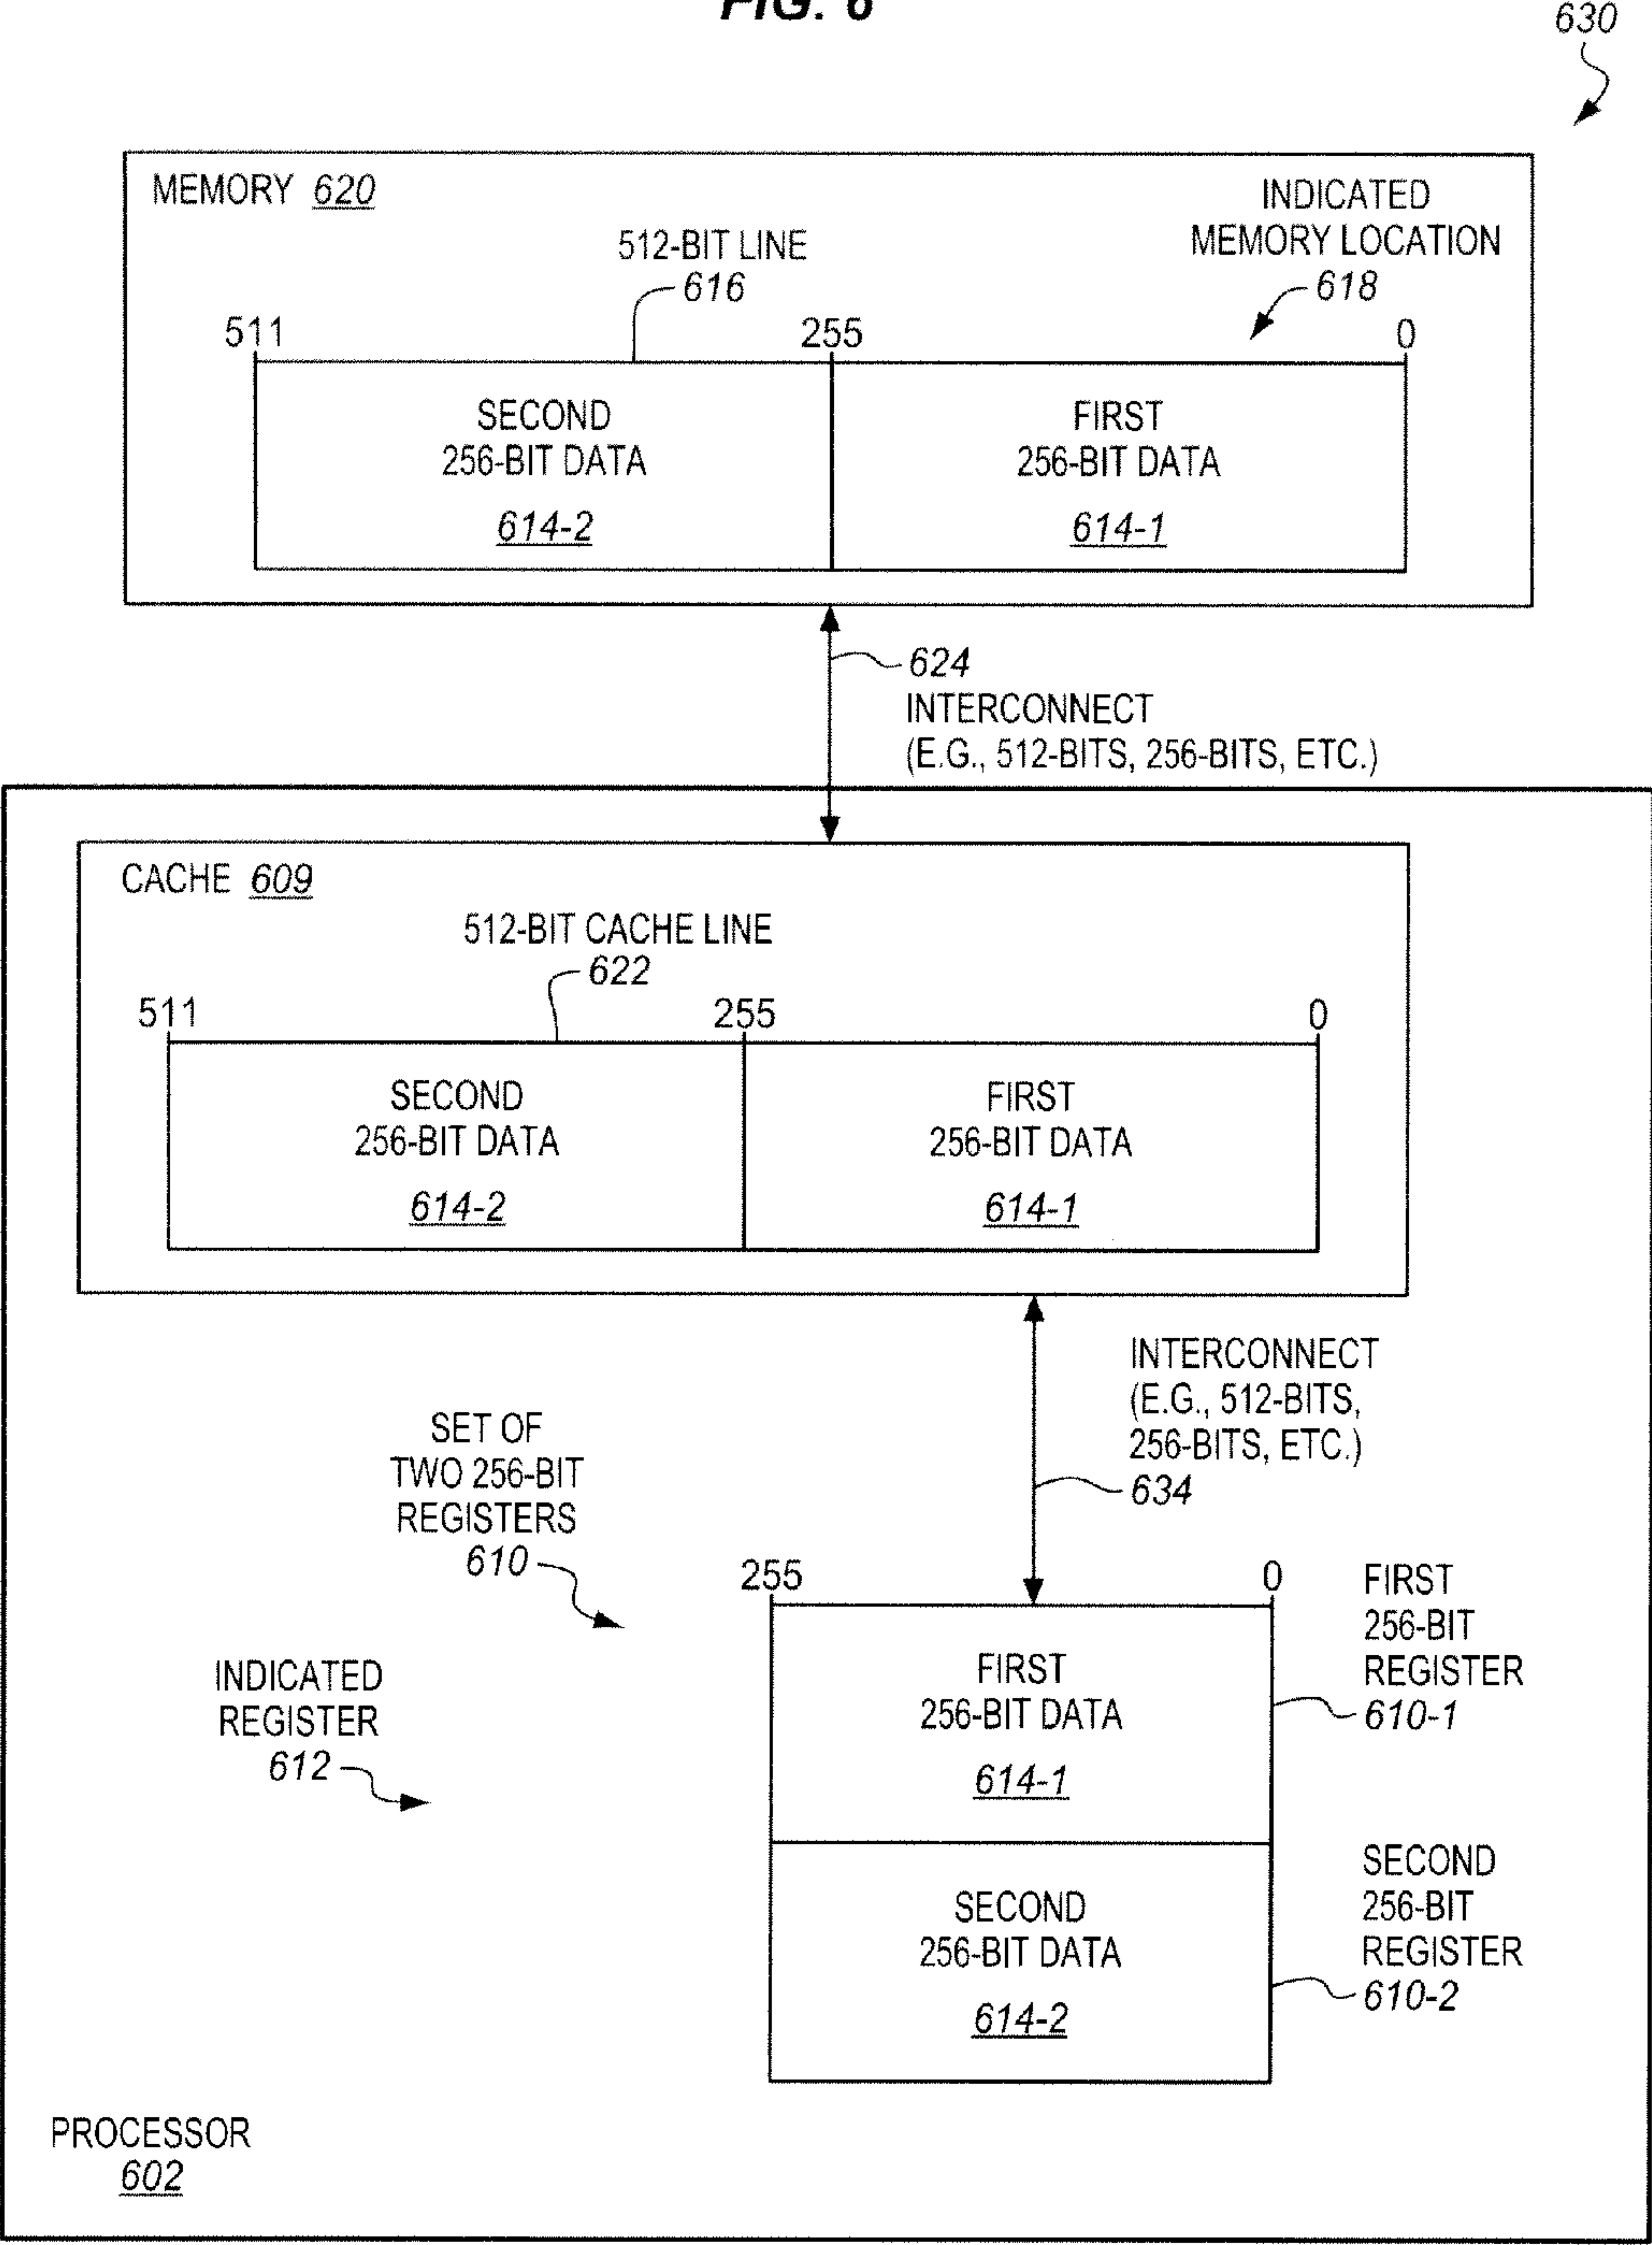 FIG. 6
630
MEMORY 620
INDICATED
MEMORY LOCATION
618
512-BIT LINE
616
511
255
0
SECOND
256-BIT DATA
614-2
FIRST
256-BIT DATA
614-1
624
INTERCONNECT
(E.G., 512-BITS, 256-BITS, ETC.)
CACHE 609
512-BIT CACHE LINE
622
511
255
0
SECOND
256-BIT DATA
614-2
FIRST
256-BIT DATA
614-1
INTERCONNECT
(E.G., 512-BITS,
256-BITS, ETC.)
634
SET OF
TWO 256-BIT
REGISTERS
610
INDICATED
REGISTER
612
255
0
FIRST
256-BIT DATA
614-1
FIRST
256-BIT
REGISTER
610-1
SECOND
256-BIT DATA
614-2
SECOND
256-BIT
REGISTER
610-2
PROCESSOR
602